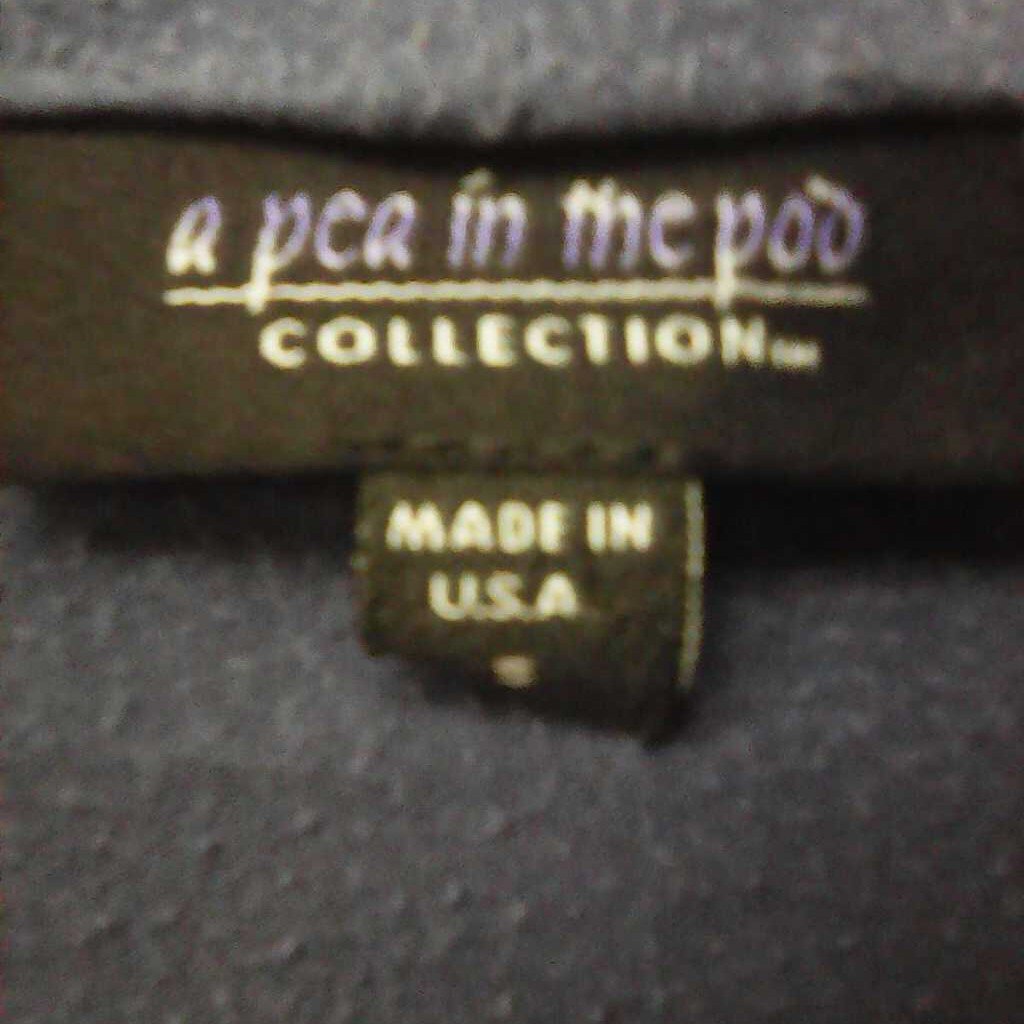 a pea in the pod
COLLECTION
MADE IN
U.S.A